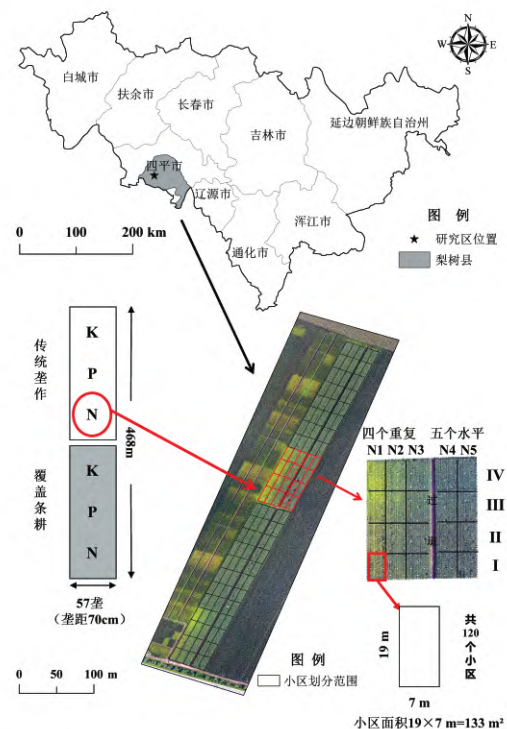 N
W E
S
白城市
扶余市
长春市
吉林市
延边朝鲜族自治州
四平市
辽源市
浑江市
通化市
图 例
研究区位置
梨树县
0 100 200 km
传统垄作
K
P
N
468m
覆盖条耕
K
P
N
57垄
（垄距70cm）
0 50 100 m
图 例
小区划分范围
四个重复 五个水平
N1 N2 N3 N4 N5
IV
III
II
I
过道
19 m
7 m
共120个小区
小区面积19×7 m=133 m²